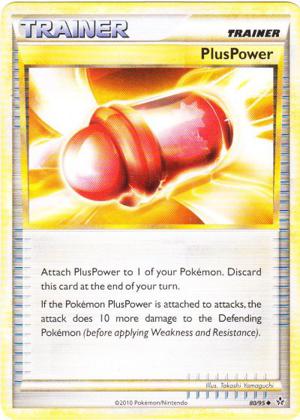 TRAINER TRAINER
PlusPower
Attach PlusPower to 1 of your Pokémon. Discard
this card at the end of your turn.
If the Pokémon PlusPower is attached to attacks, the
attack does 10 more damage to the Defending
Pokémon (before applying Weakness and Resistance).
Illus. Takashi Yamaguchi
©2010 Pokémon/Nintendo 80/95